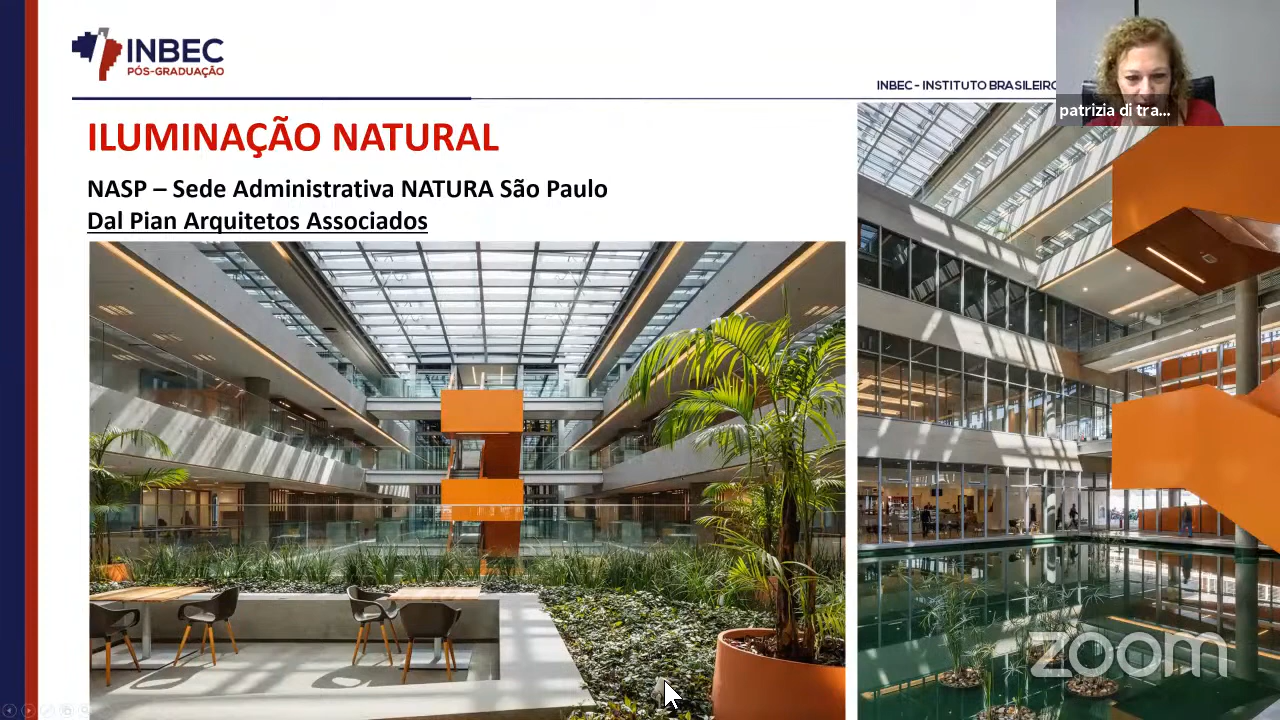 INBEC
PÓS-GRADUAÇÃO
INBEC - INSTITUTO BRASILEIRO
patrizia di tra...
ILUMINAÇÃO NATURAL
NASP – Sede Administrativa NATURA São Paulo
Dal Pian Arquitetos Associados
zoom